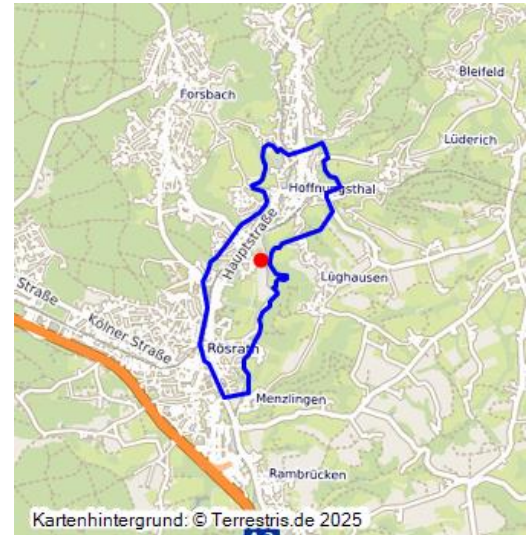 Bleifeld
Forsbach
Lüderich
Hoffnungsthal
Hauptstraße
Lüghausen
Straße
Kölner Straße
Rösrath
Menzlingen
Rambrücken
Kartenhintergrund: © Terrestris.de 2025